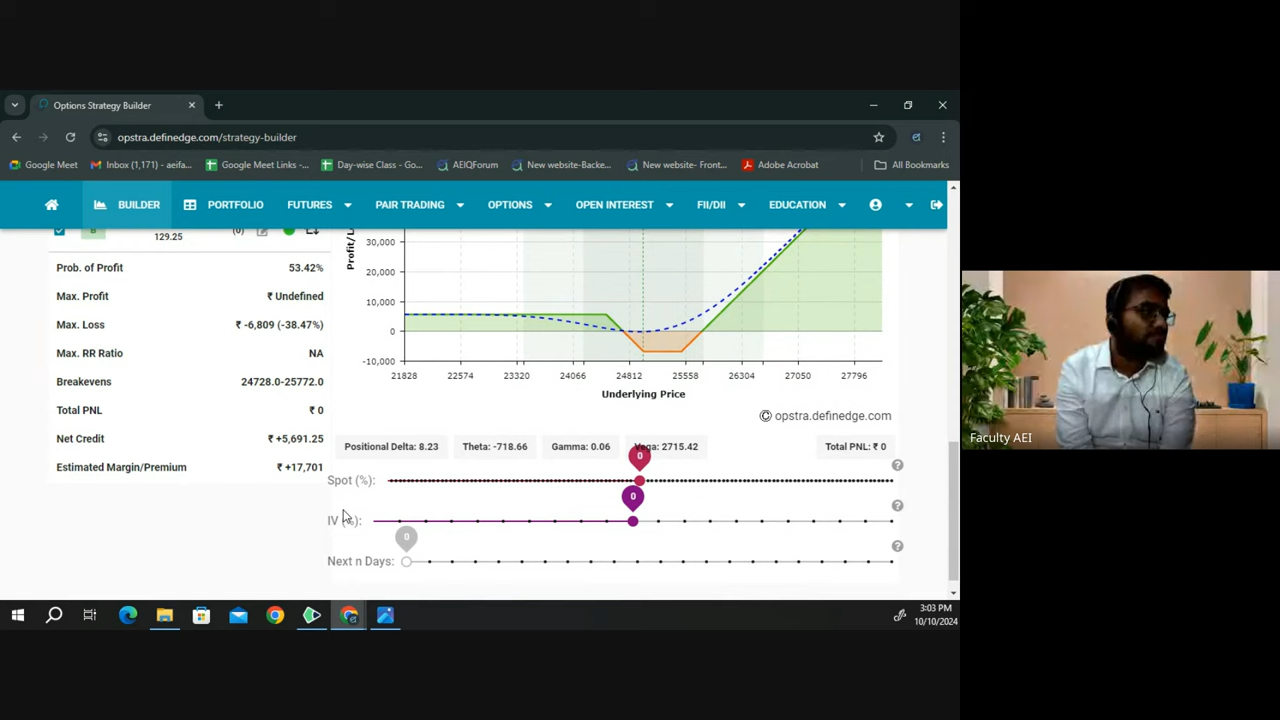 Options Strategy Builder
opstra.definedge.com/strategy-builder
Google Meet
Inbox (1,171) - aeifa...
Google Meet Links -...
Day-wise Class - Go...
AEIQForum
New website-Backe...
New website- Front...
Adobe Acrobat
All Bookmarks
BUILDER
PORTFOLIO
FUTURES
PAIR TRADING
OPTIONS
OPEN INTEREST
FII/DII
EDUCATION
B
129.25
(0)
Prob. of Profit 53.42%
Max. Profit ₹ Undefined
Max. Loss ₹ -6,809 (-38.47%)
Max. RR Ratio NA
Breakevens 24728.0-25772.0
Total PNL ₹ 0
Net Credit ₹ +5,691.25
Estimated Margin/Premium ₹ +17,701
Profit/L
30,000
20,000
10,000
0
-10,000
21828 22574 23320 24066 24812 25558 26304 27050 27796
Underlying Price
© opstra.definedge.com
Positional Delta: 8.23
Theta: -718.66
Gamma: 0.06
Vega: 2715.42
Total PNL: ₹ 0
0
Spot (%):
0
IV (%):
0
Next n Days:
Faculty AEI
3:03 PM
10/10/2024